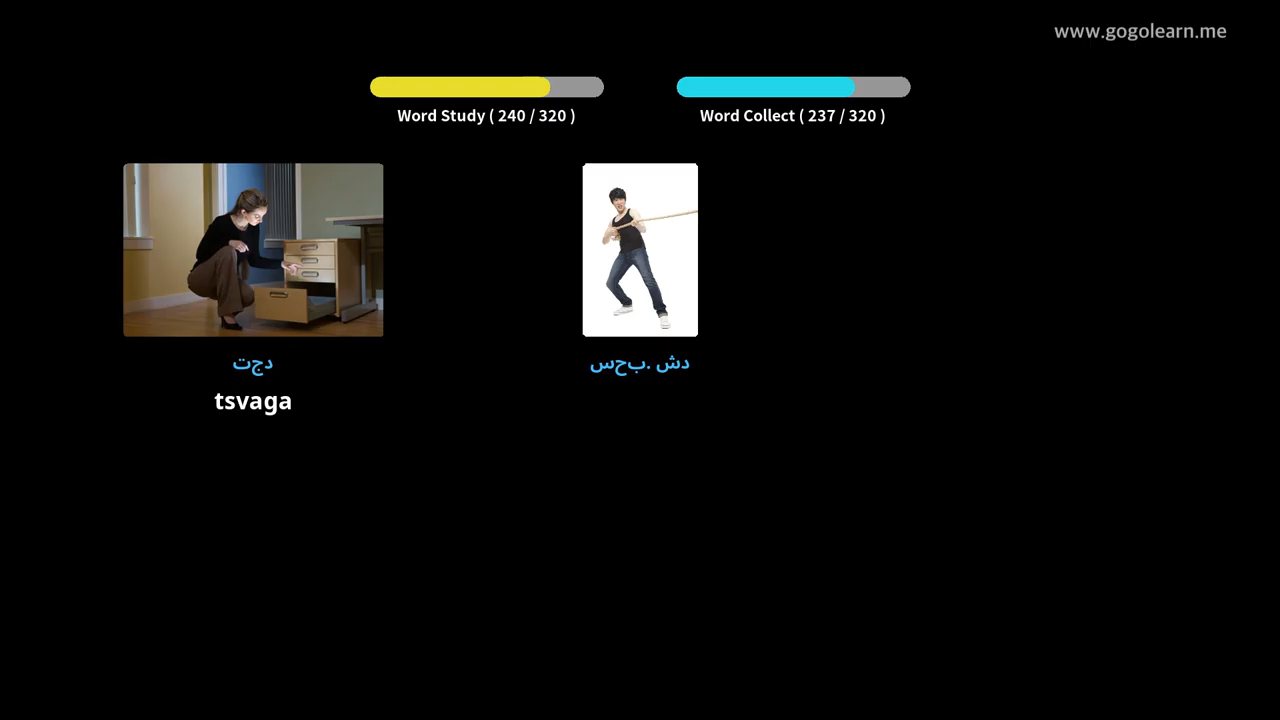 www.gogolearn.me
Word Study ( 240 / 320 )
Word Collect ( 237 / 320 )
دجت
tsvaga
دش .بحس